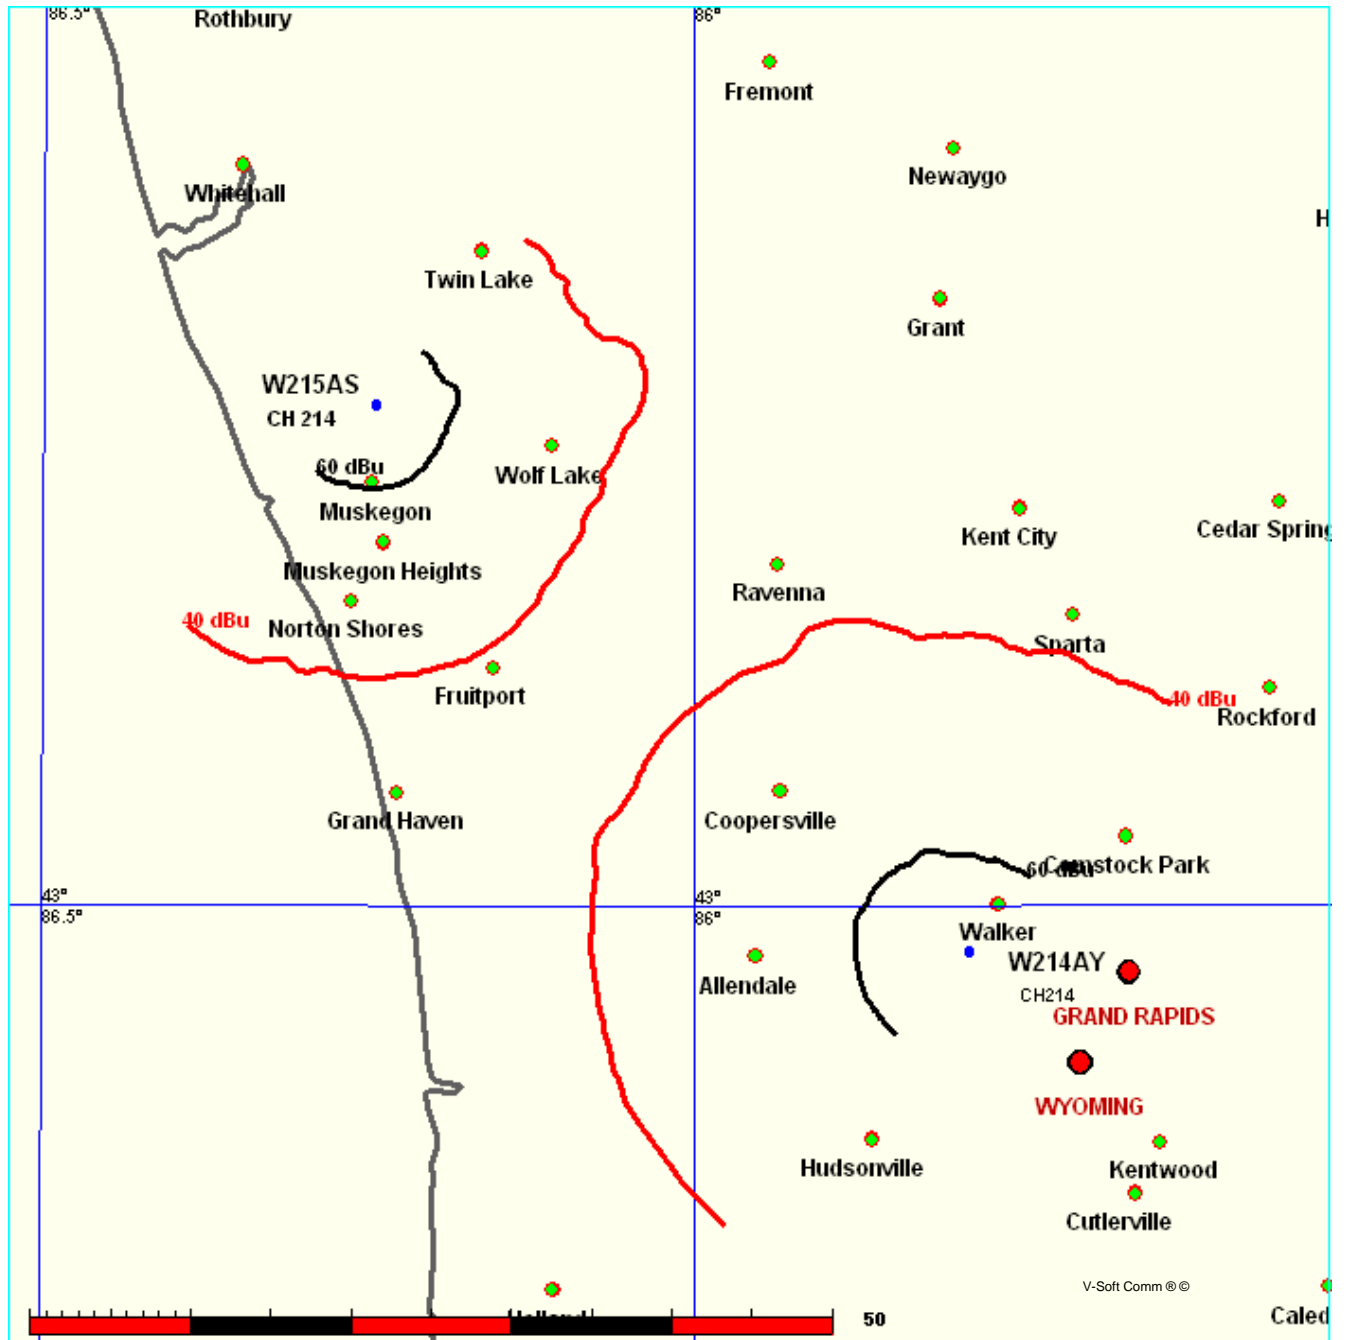 86.5°
Rothbury
86°
Fremont
Newaygo
Whitehall
H
Twin Lake
Grant
W215AS
CH 214
60 dBu
Wolf Lake
Muskegon
Kent City
Cedar Spring
Muskegon Heights
Ravenna
40 dBu
Norton Shores
Sparta
Fruitport
40 dBu
Rockford
Grand Haven
Coopersville
60 dBu
Comstock Park
43°
86.5°
43°
86°
Walker
W214AY
Allendale
CH214
GRAND RAPIDS
WYOMING
Hudsonville
Kentwood
Cutlerville
V-Soft Comm ® ©
Caled
50